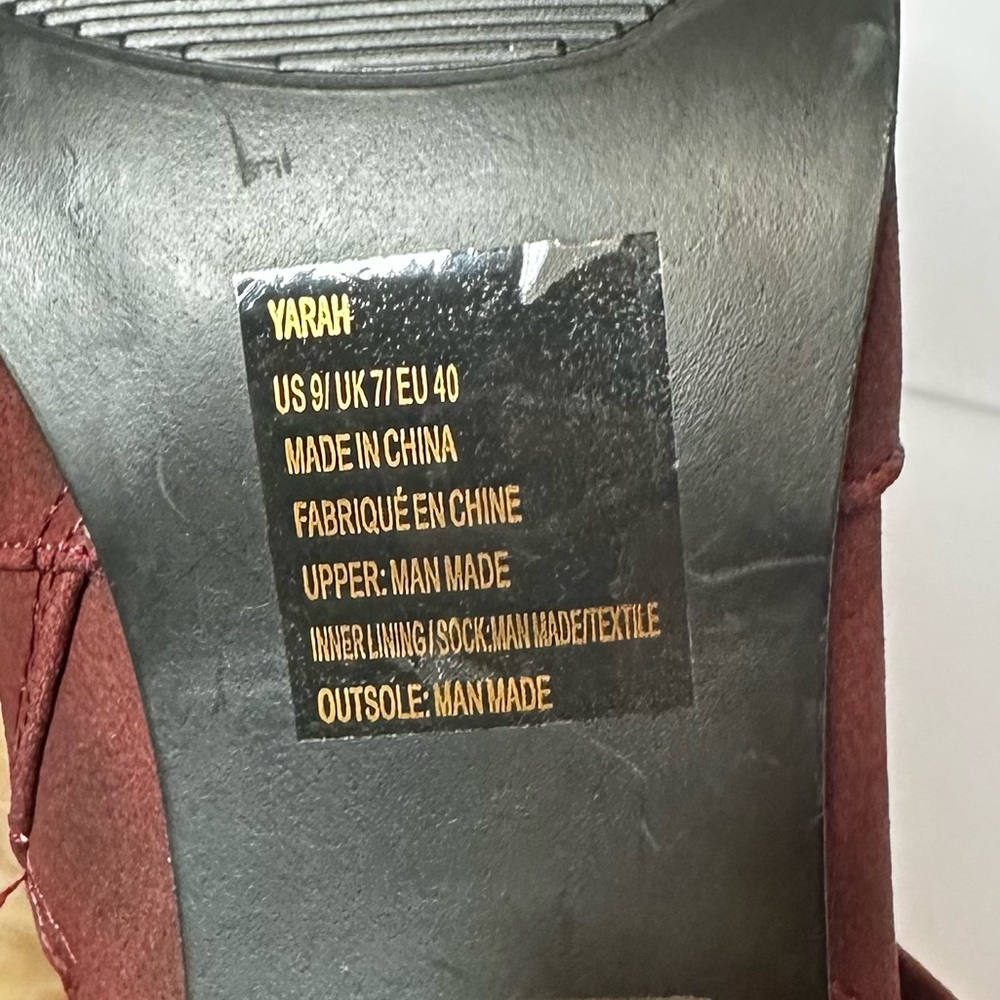 YARAH
US 9/ UK 7/ EU 40
MADE IN CHINA
FABRIQUÉ EN CHINE
UPPER: MAN MADE
INNER LINING / SOCK:MAN MADE/TEXTILE
OUTSOLE: MAN MADE